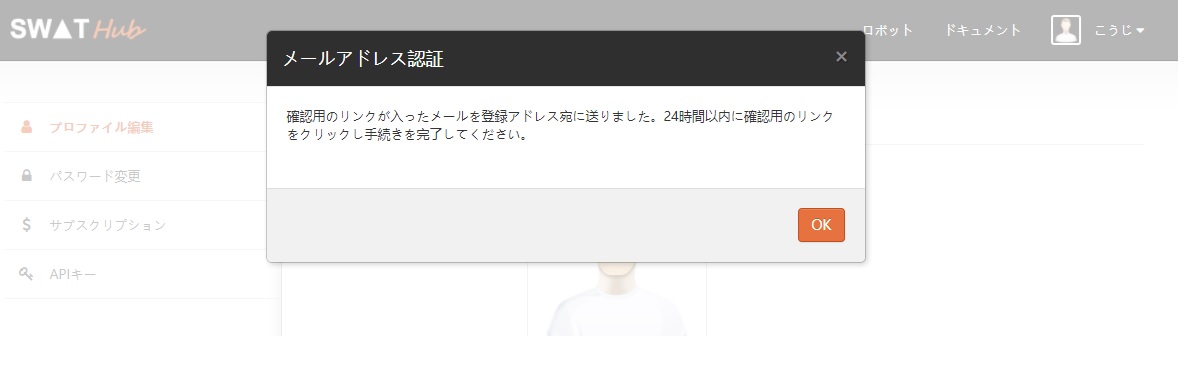 SWAT Hub
ロボット
ドキュメント
こうじ
メールアドレス認証
×
確認用のリンクが入ったメールを登録アドレス宛に送りました。24時間以内に確認用のリンク
をクリックし手続きを完了してください。
OK
プロファイル編集
パスワード変更
サブスクリプション
APIキー